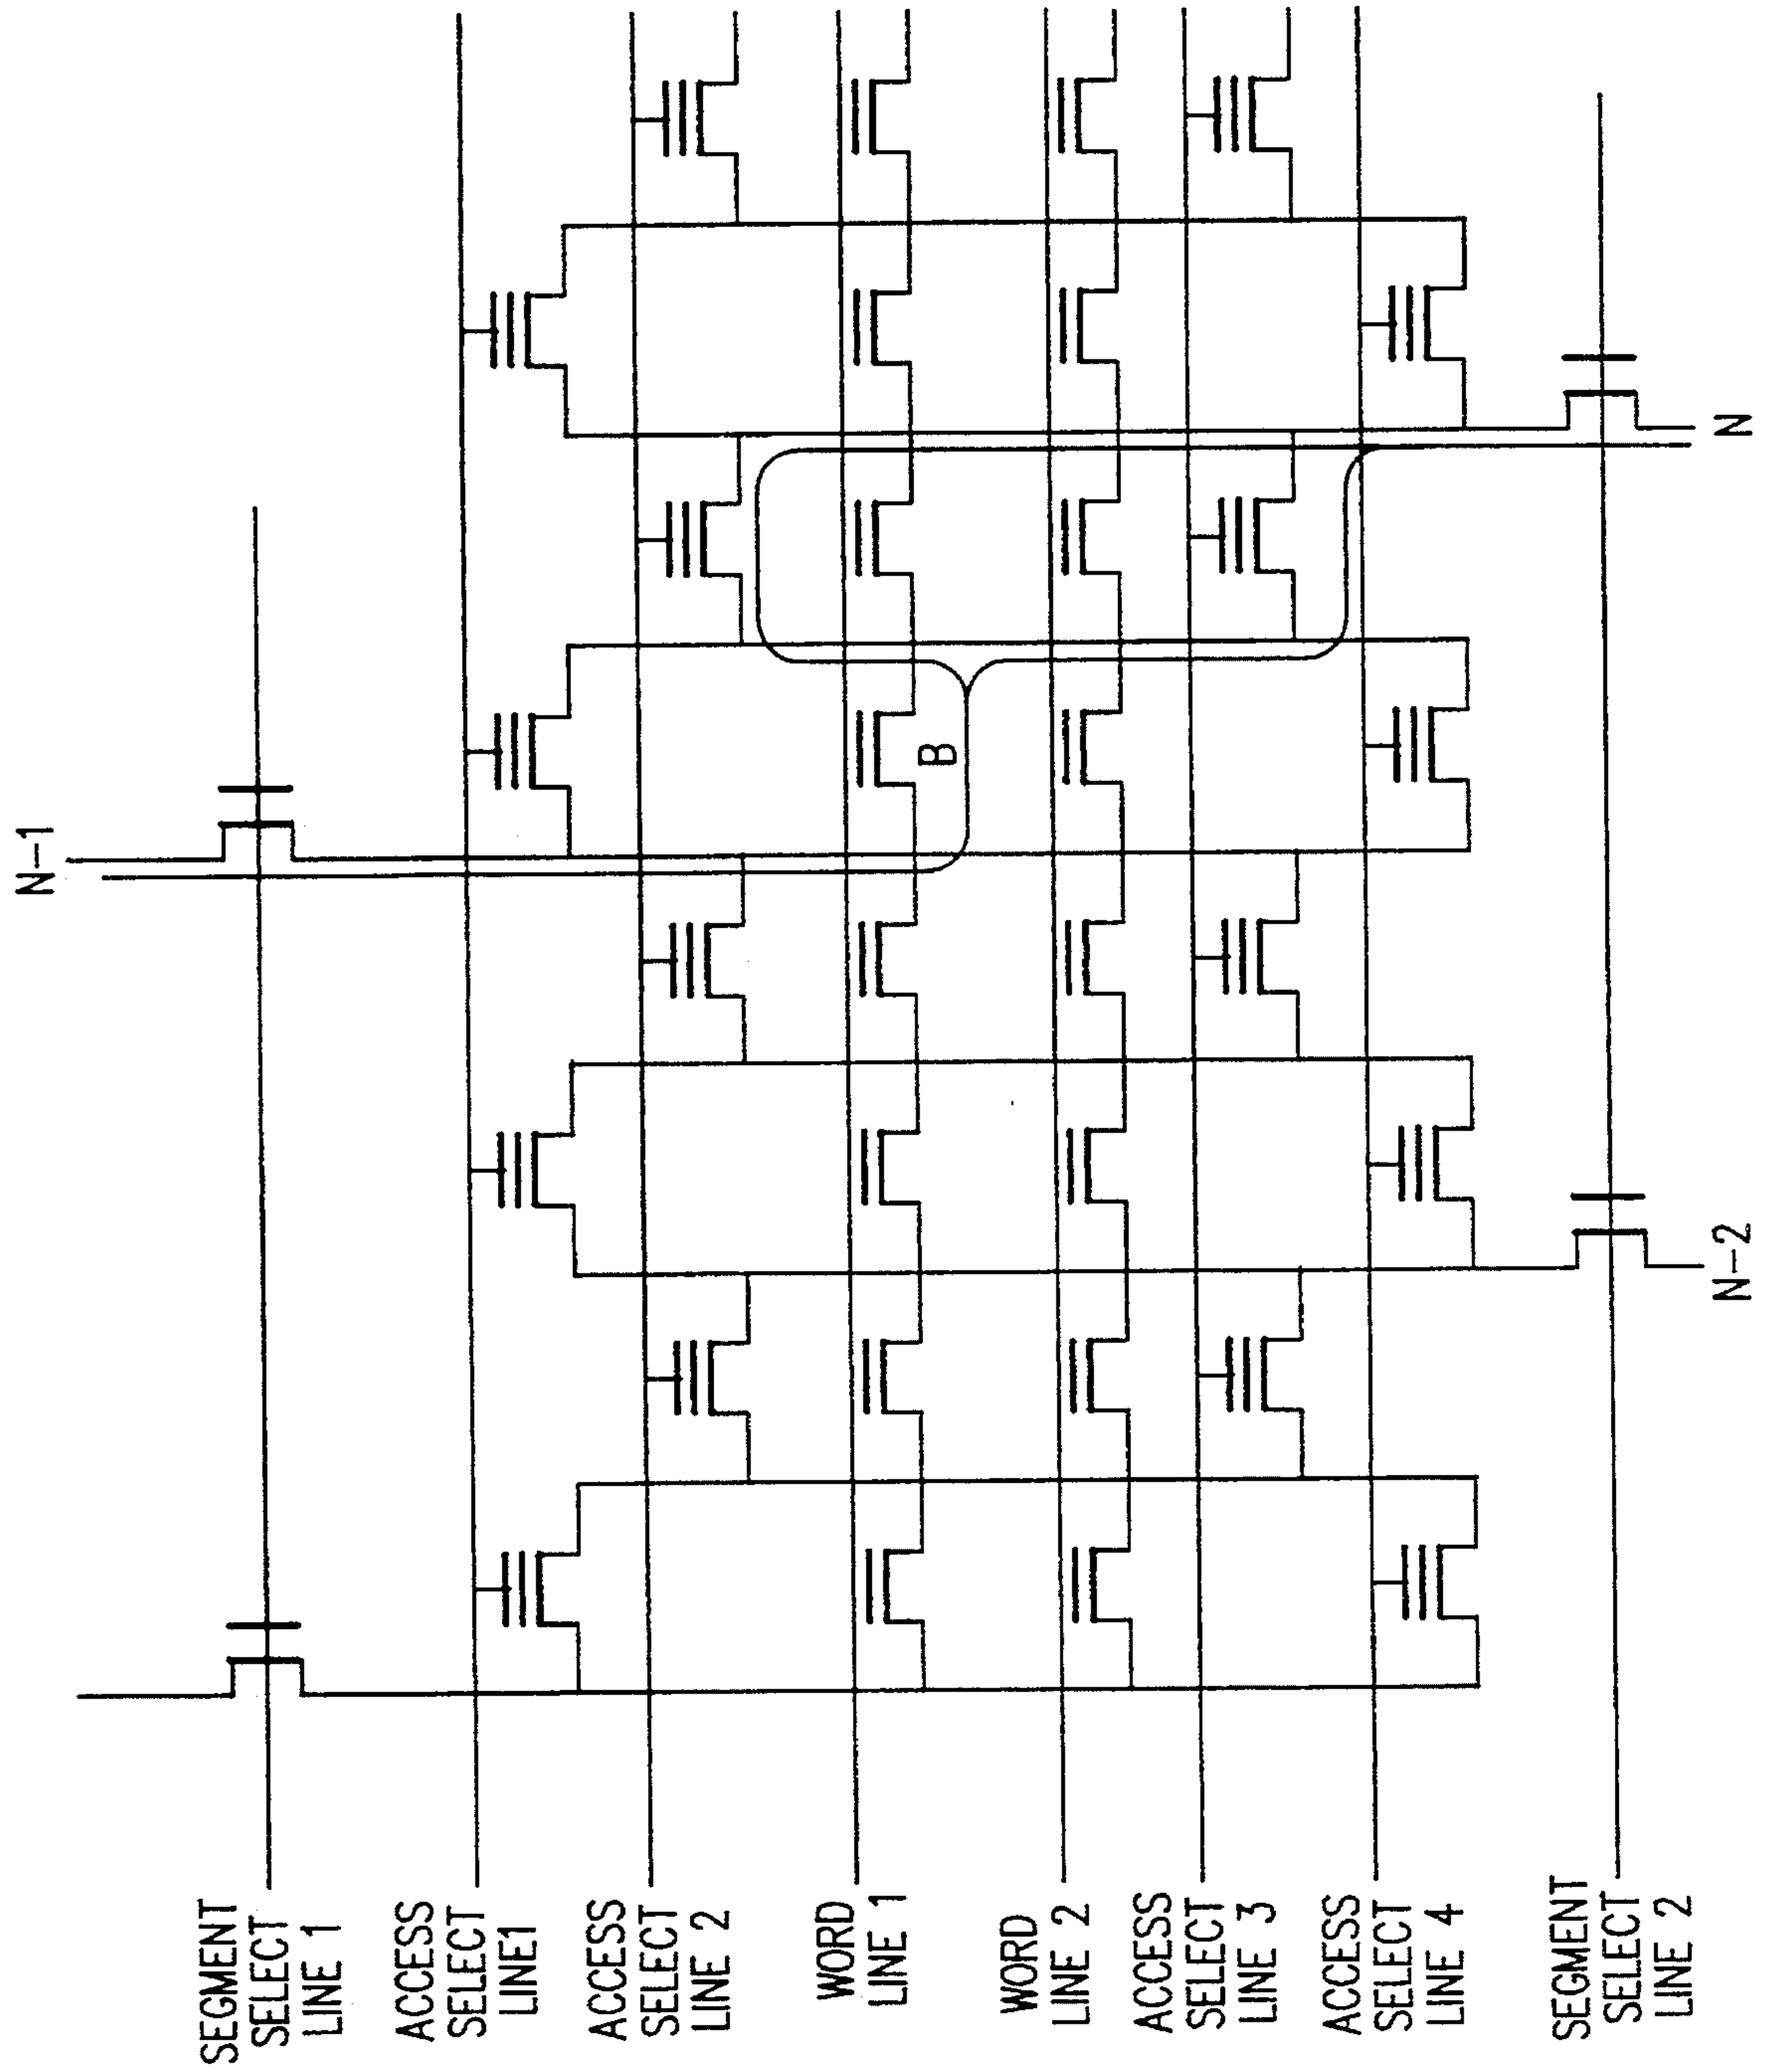 N-1
B
N
N-2
SEGMENT
SELECT
LINE 1
ACCESS
SELECT
LINE1
ACCESS
SELECT
LINE 2
WORD
LINE 1
WORD
LINE 2
ACCESS
SELECT
LINE 3
ACCESS
SELECT
LINE 4
SEGMENT
SELECT
LINE 2